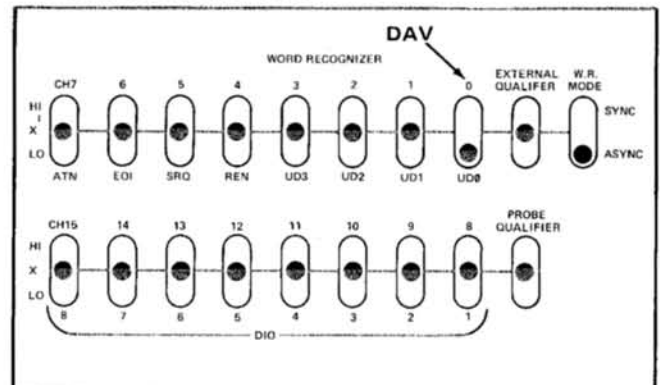 DAV
WORD RECOGNIZER
CH7 6 5 4 3 2 1 0 EXTERNAL QUALIFER W.R. MODE
HI
I
X
LO
SYNC
ASYNC
ATN EOI SRQ REN UD3 UD2 UD1 UDØ
CH15 14 13 12 11 10 9 8 PROBE QUALIFIER
HI
X
LO
8 7 6 5 4 3 2 1
DIO